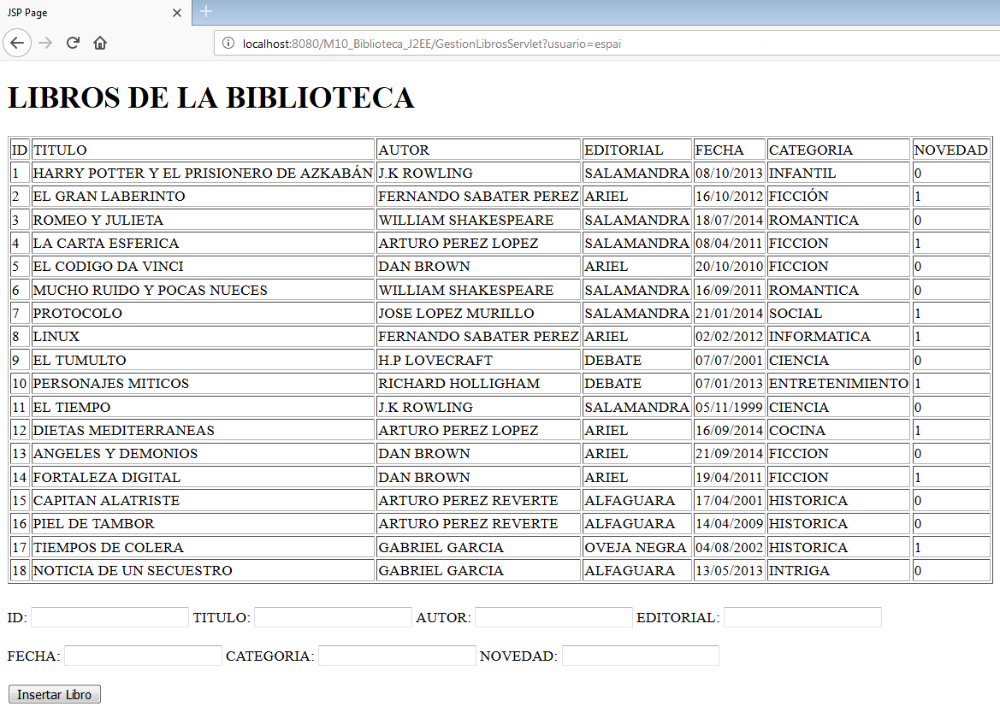 JSP Page
localhost:8080/M10_Biblioteca_J2EE/GestionLibrosServlet?usuario=espai
LIBROS DE LA BIBLIOTECA
ID TITULO AUTOR EDITORIAL FECHA CATEGORIA NOVEDAD
1 HARRY POTTER Y EL PRISIONERO DE AZKABÁN J.K ROWLING SALAMANDRA 08/10/2013 INFANTIL 0
2 EL GRAN LABERINTO FERNANDO SABATER PEREZ ARIEL 16/10/2012 FICCIÓN 1
3 ROMEO Y JULIETA WILLIAM SHAKESPEARE SALAMANDRA 18/07/2014 ROMANTICA 0
4 LA CARTA ESFERICA ARTURO PEREZ LOPEZ SALAMANDRA 08/04/2011 FICCION 1
5 EL CODIGO DA VINCI DAN BROWN ARIEL 20/10/2010 FICCION 0
6 MUCHO RUIDO Y POCAS NUECES WILLIAM SHAKESPEARE SALAMANDRA 16/09/2011 ROMANTICA 0
7 PROTOCOLO JOSE LOPEZ MURILLO SALAMANDRA 21/01/2014 SOCIAL 1
8 LINUX FERNANDO SABATER PEREZ ARIEL 02/02/2012 INFORMATICA 1
9 EL TUMULTO H.P LOVECRAFT DEBATE 07/07/2001 CIENCIA 0
10 PERSONAJES MITICOS RICHARD HOLLIGHAM DEBATE 07/01/2013 ENTRETENIMIENTO 1
11 EL TIEMPO J.K ROWLING SALAMANDRA 05/11/1999 CIENCIA 0
12 DIETAS MEDITERRANEAS ARTURO PEREZ LOPEZ ARIEL 16/09/2014 COCINA 1
13 ANGELES Y DEMONIOS DAN BROWN ARIEL 21/09/2014 FICCION 0
14 FORTALEZA DIGITAL DAN BROWN ARIEL 19/04/2011 FICCION 1
15 CAPITAN ALATRISTE ARTURO PEREZ REVERTE ALFAGUARA 17/04/2001 HISTORICA 0
16 PIEL DE TAMBOR ARTURO PEREZ REVERTE ALFAGUARA 14/04/2009 HISTORICA 0
17 TIEMPOS DE COLERA GABRIEL GARCIA OVEJA NEGRA 04/08/2002 HISTORICA 1
18 NOTICIA DE UN SECUESTRO GABRIEL GARCIA ALFAGUARA 13/05/2013 INTRIGA 0
ID: TITULO: AUTOR: EDITORIAL:
FECHA: CATEGORIA: NOVEDAD:
Insertar Libro